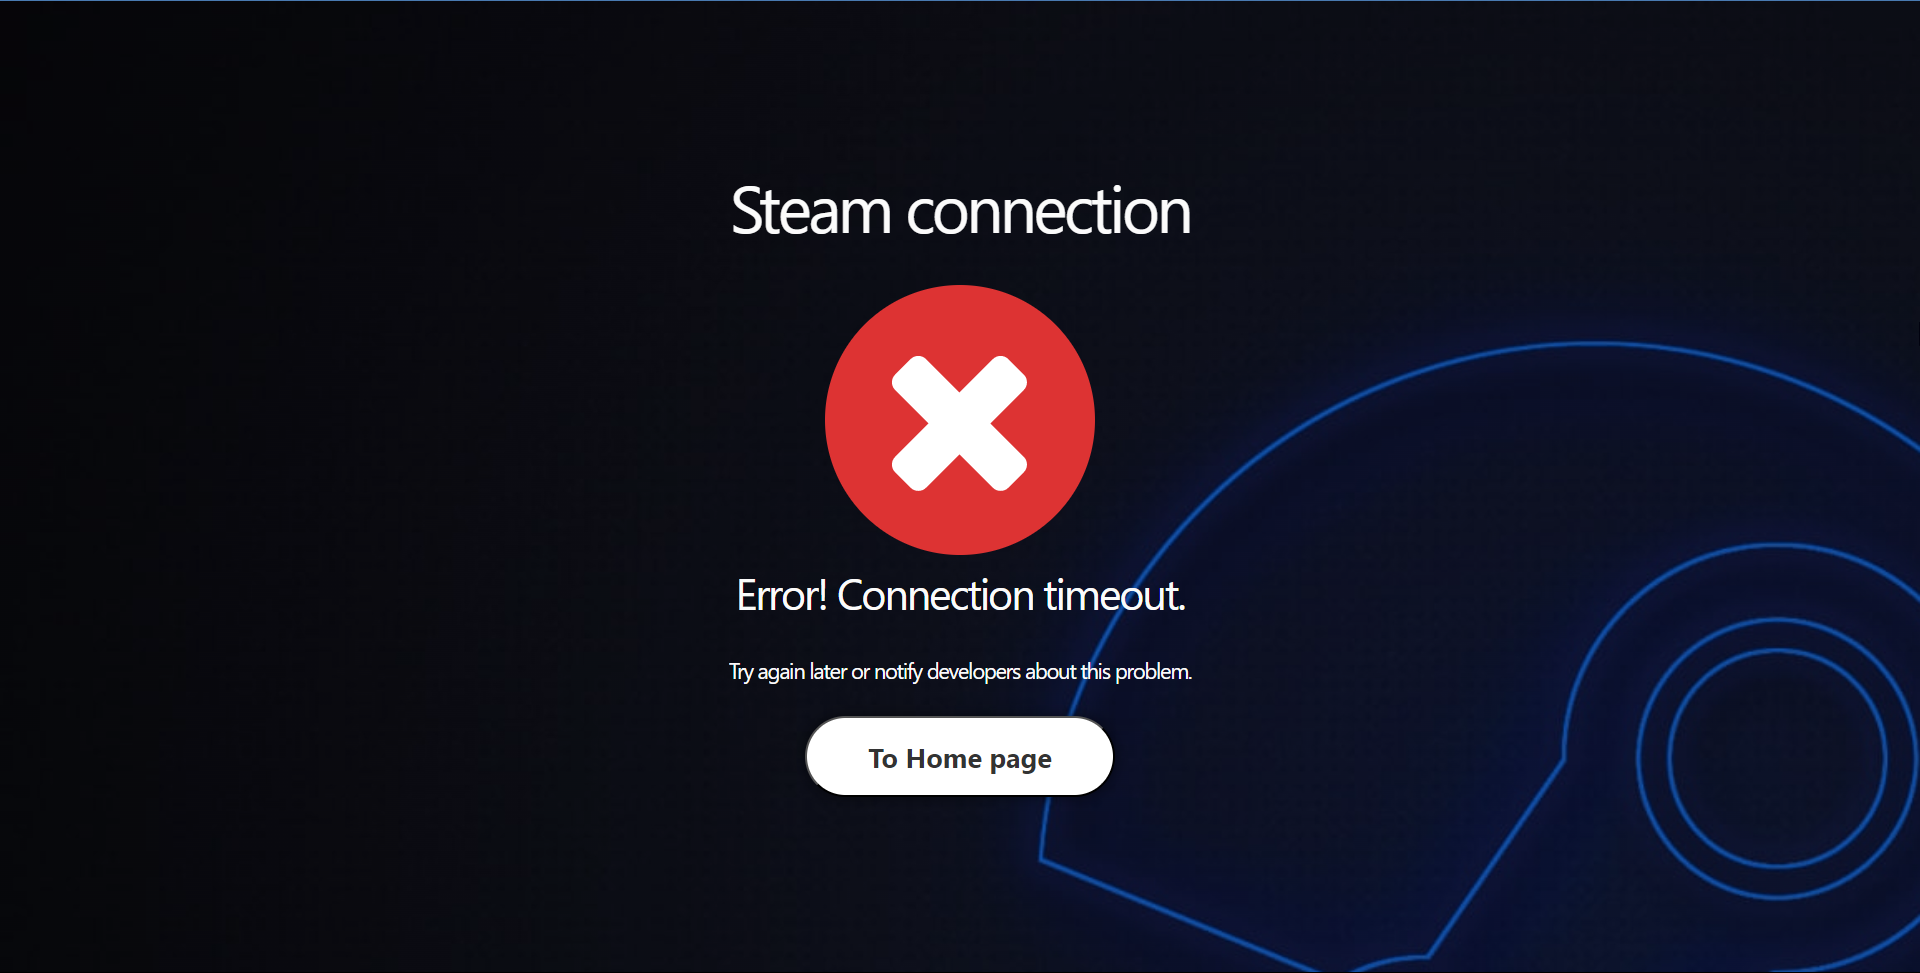 Steam connection
Error! Connection timeout.
Try again later or notify developers about this problem.
To Home page